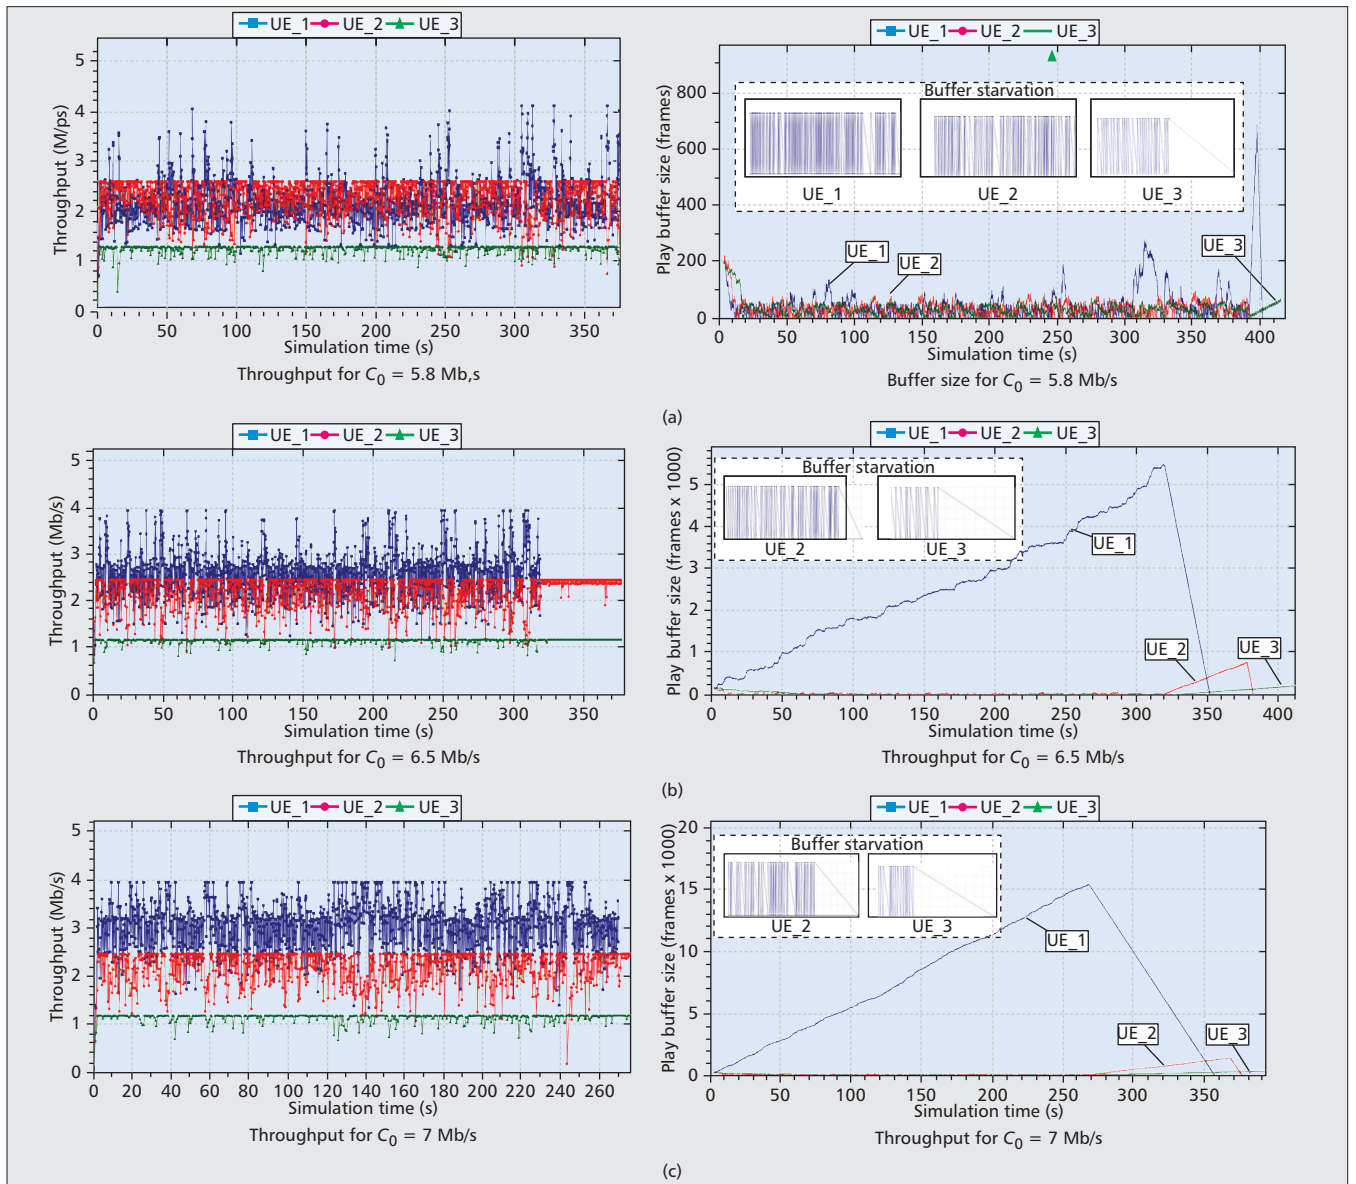 UE_1 UE_2 UE_3
5
4
3
2
1
0
Throughput (M/ps)
0 50 100 150 200 250 300 350
Simulation time (s)
Throughput for C0 = 5.8 Mb,s
UE_1 UE_2 UE_3
800
600
400
200
0
Play buffer size (frames)
Buffer starvation
UE_1 UE_2 UE_3
UE_1
UE_2
UE_3
0 50 100 150 200 250 300 350 400
Simulation time (s)
Buffer size for C0 = 5.8 Mb/s
(a)
UE_1 UE_2 UE_3
5
4
3
2
1
0
Throughput (Mb/s)
0 50 100 150 200 250 300 350
Simulation time (s)
Throughput for C0 = 6.5 Mb/s
UE_1 UE_2 UE_3
5
4
3
2
1
0
Play buffer size (frames x 1000)
Buffer starvation
UE_2 UE_3
UE_1
UE_2
UE_3
0 50 100 150 200 250 300 350 400
Simulation time (s)
Throughput for C0 = 6.5 Mb/s
(b)
UE_1 UE_2 UE_3
5
4
3
2
1
0
Throughput (Mb/s)
0 20 40 60 80 100 120 140 160 180 200 220 240 260
Simulation time (s)
Throughput for C0 = 7 Mb/s
UE_1 UE_2 UE_3
20
15
10
5
0
Play buffer size (frames x 1000)
Buffer starvation
UE_2 UE_3
UE_1
UE_2
UE_3
0 50 100 150 200 250 300 350
Simulation time (s)
Throughput for C0 = 7 Mb/s
(c)